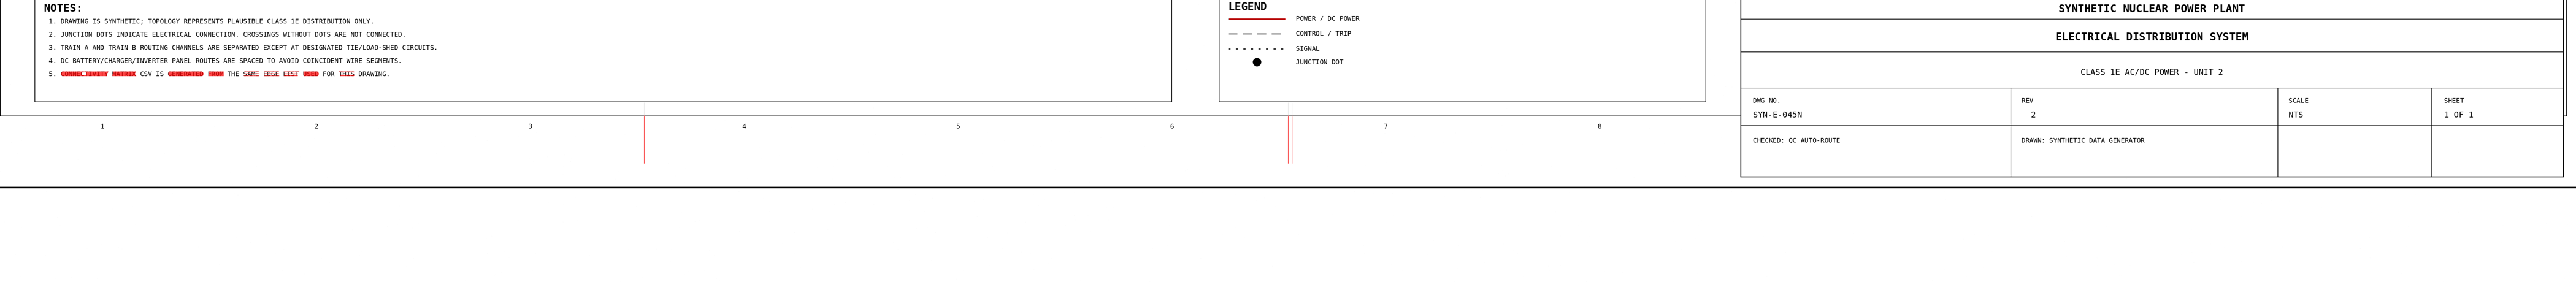 NOTES:
1. DRAWING IS SYNTHETIC; TOPOLOGY REPRESENTS PLAUSIBLE CLASS 1E DISTRIBUTION ONLY.
2. JUNCTION DOTS INDICATE ELECTRICAL CONNECTION. CROSSINGS WITHOUT DOTS ARE NOT CONNECTED.
3. TRAIN A AND TRAIN B ROUTING CHANNELS ARE SEPARATED EXCEPT AT DESIGNATED TIE/LOAD-SHED CIRCUITS.
4. DC BATTERY/CHARGER/INVERTER PANEL ROUTES ARE SPACED TO AVOID COINCIDENT WIRE SEGMENTS.
5. CONNECTIVITY MATRIX CSV IS GENERATED FROM THE SAME EDGE LIST USED FOR THIS DRAWING.
LEGEND
POWER / DC POWER
CONTROL / TRIP
SIGNAL
JUNCTION DOT
SYNTHETIC NUCLEAR POWER PLANT
ELECTRICAL DISTRIBUTION SYSTEM
CLASS 1E AC/DC POWER - UNIT 2
DWG NO. REV SCALE SHEET
SYN-E-045N 2 NTS 1 OF 1
CHECKED: QC AUTO-ROUTE DRAWN: SYNTHETIC DATA GENERATOR
1 2 3 4 5 6 7 8